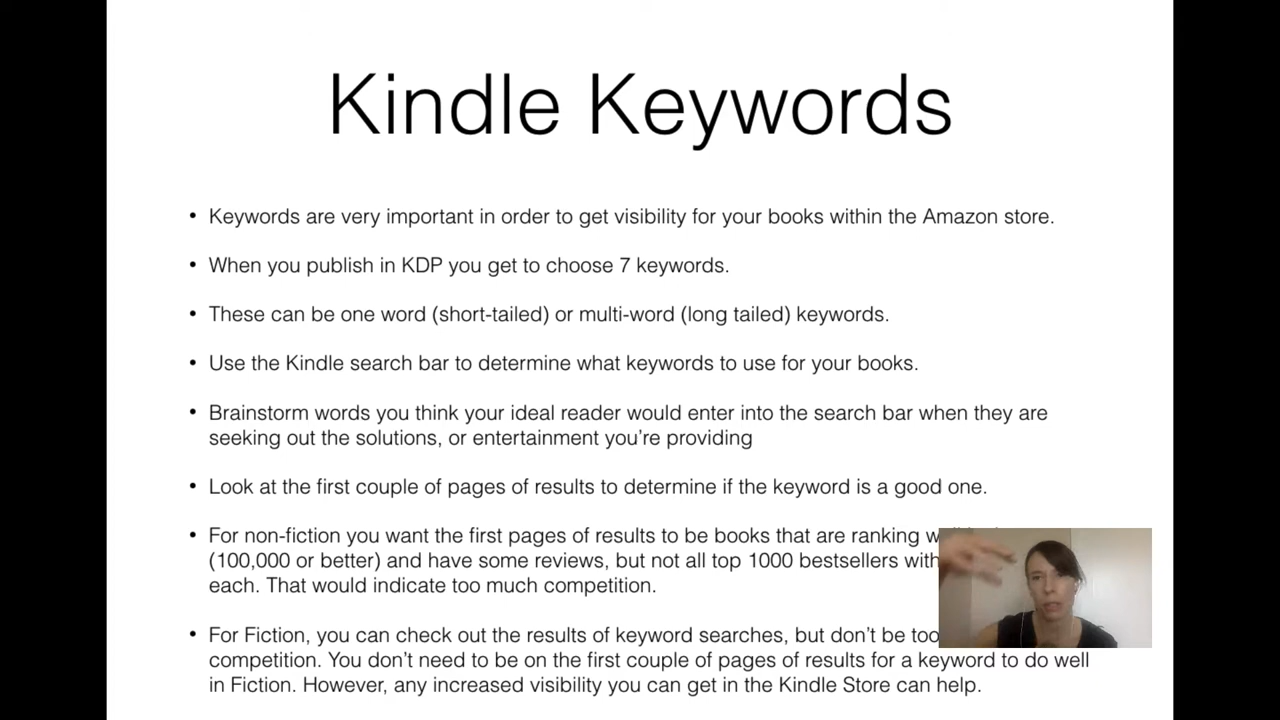 Kindle Keywords
• Keywords are very important in order to get visibility for your books within the Amazon store.
• When you publish in KDP you get to choose 7 keywords.
• These can be one word (short-tailed) or multi-word (long tailed) keywords.
• Use the Kindle search bar to determine what keywords to use for your books.
• Brainstorm words you think your ideal reader would enter into the search bar when they are
seeking out the solutions, or entertainment you're providing
• Look at the first couple of pages of results to determine if the keyword is a good one.
• For non-fiction you want the first pages of results to be books that are ranking
(100,000 or better) and have some reviews, but not all top 1000 bestsellers with
each. That would indicate too much competition.
• For Fiction, you can check out the results of keyword searches, but don't be too
competition. You don't need to be on the first couple of pages of results for a keyword to do well
in Fiction. However, any increased visibility you can get in the Kindle Store can help.